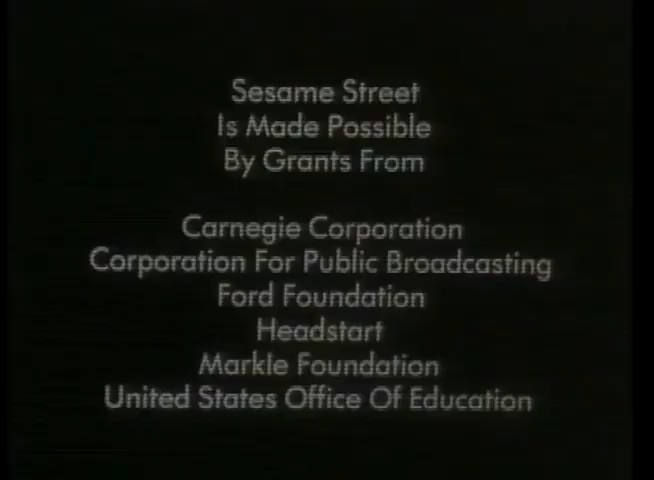 Sesame Street
Is Made Possible
By Grants From
Carnegie Corporation
Corporation For Public Broadcasting
Ford Foundation
Headstart
Markle Foundation
United States Office Of Education